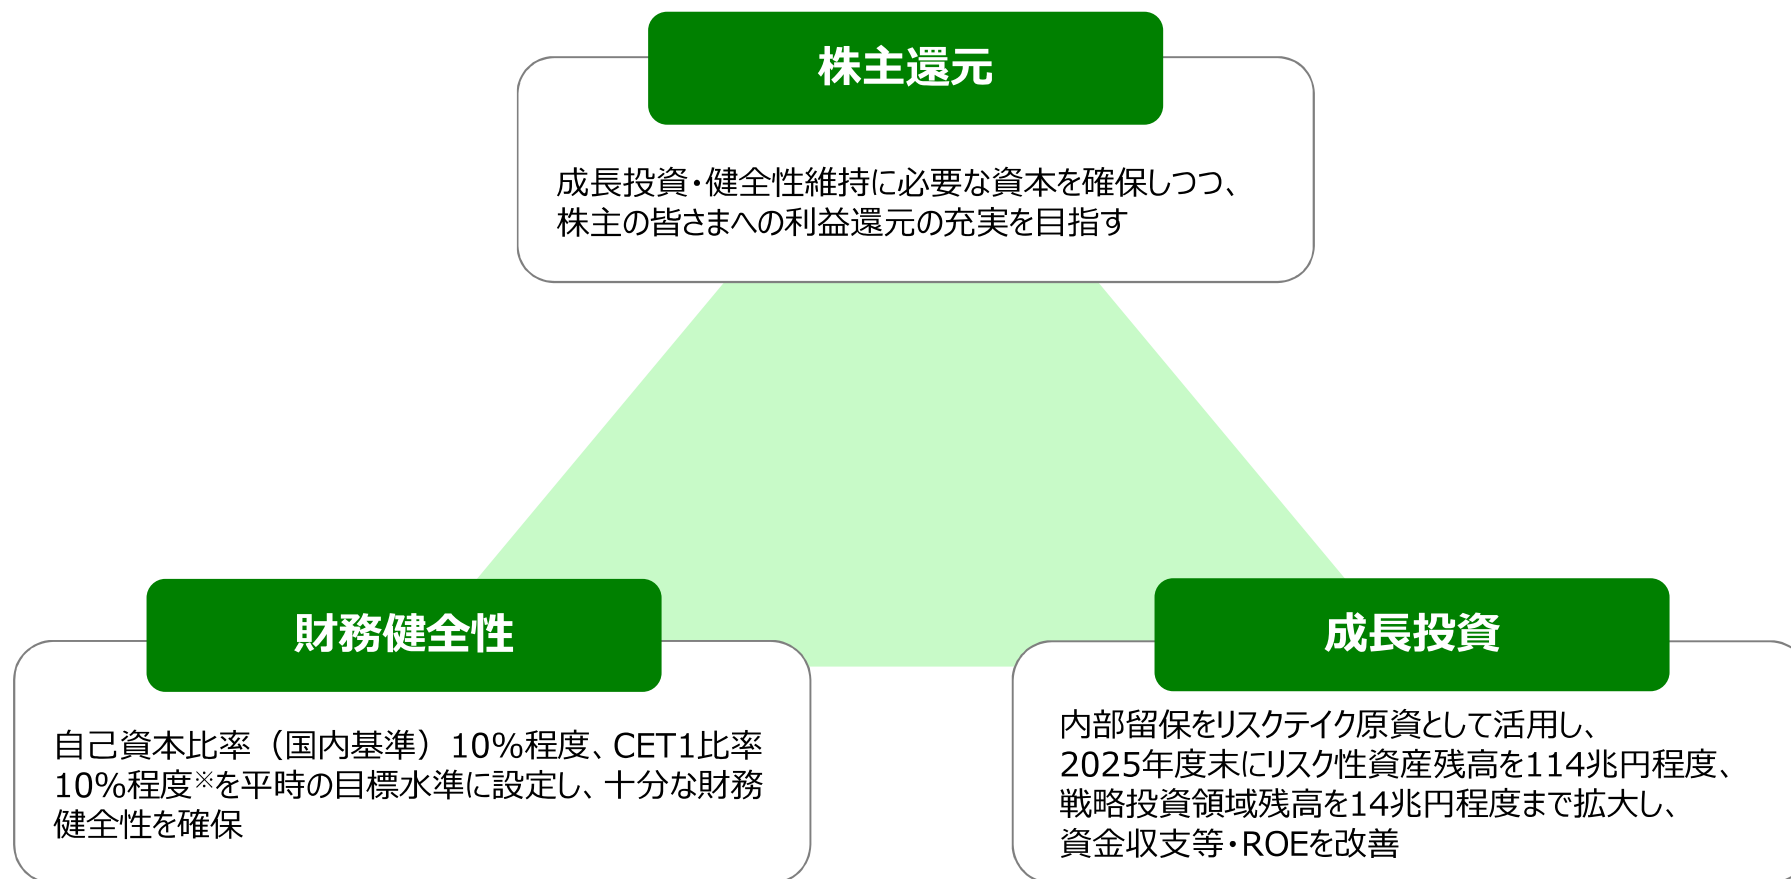 株主還元
成長投資・健全性維持に必要な資本を確保しつつ、
株主の皆さまへの利益還元の充実を目指す
財務健全性
自己資本比率（国内基準）10%程度、CET1比率
10%程度※を平時の目標水準に設定し、十分な財務
健全性を確保
成長投資
内部留保をリスクテイク原資として活用し、
2025年度末にリスク性資産残高を114兆円程度、
戦略投資領域残高を14兆円程度まで拡大し、
資金収支等・ROEを改善